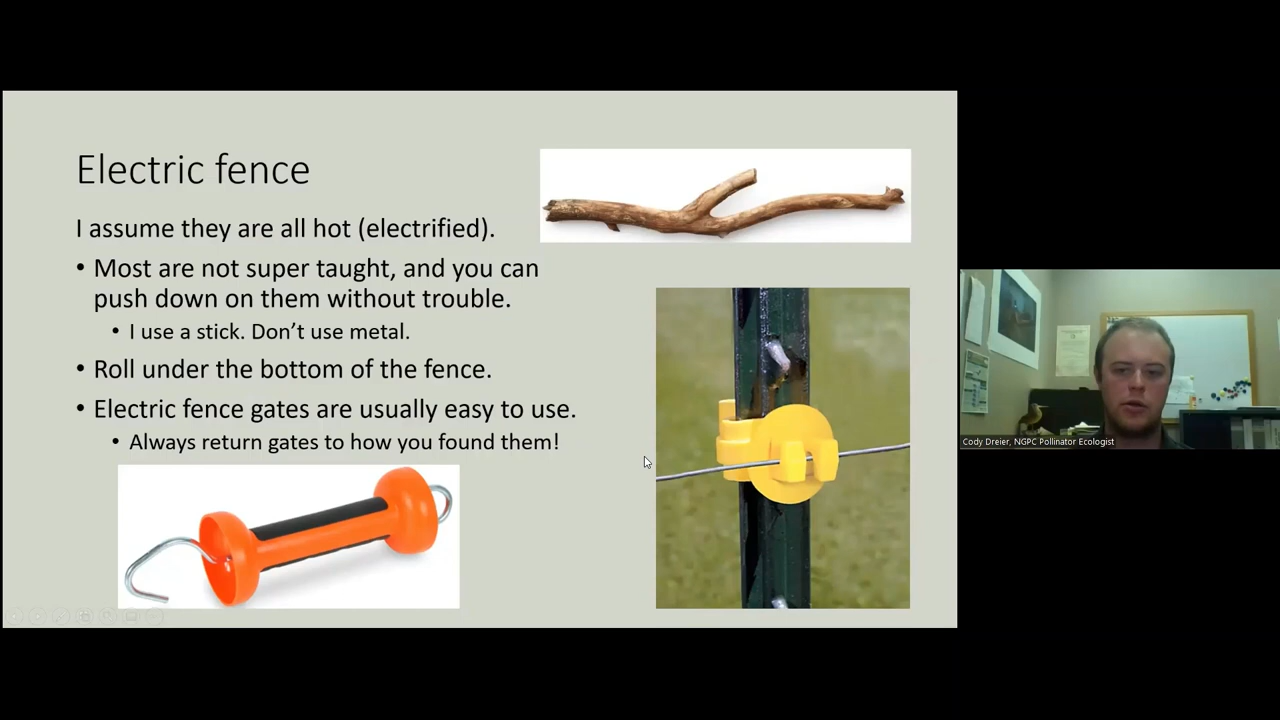 Electric fence
I assume they are all hot (electrified).
• Most are not super taught, and you can
push down on them without trouble.
• I use a stick. Don’t use metal.
• Roll under the bottom of the fence.
• Electric fence gates are usually easy to use.
• Always return gates to how you found them!
Cody Dreier, NGPC Pollinator Ecologist